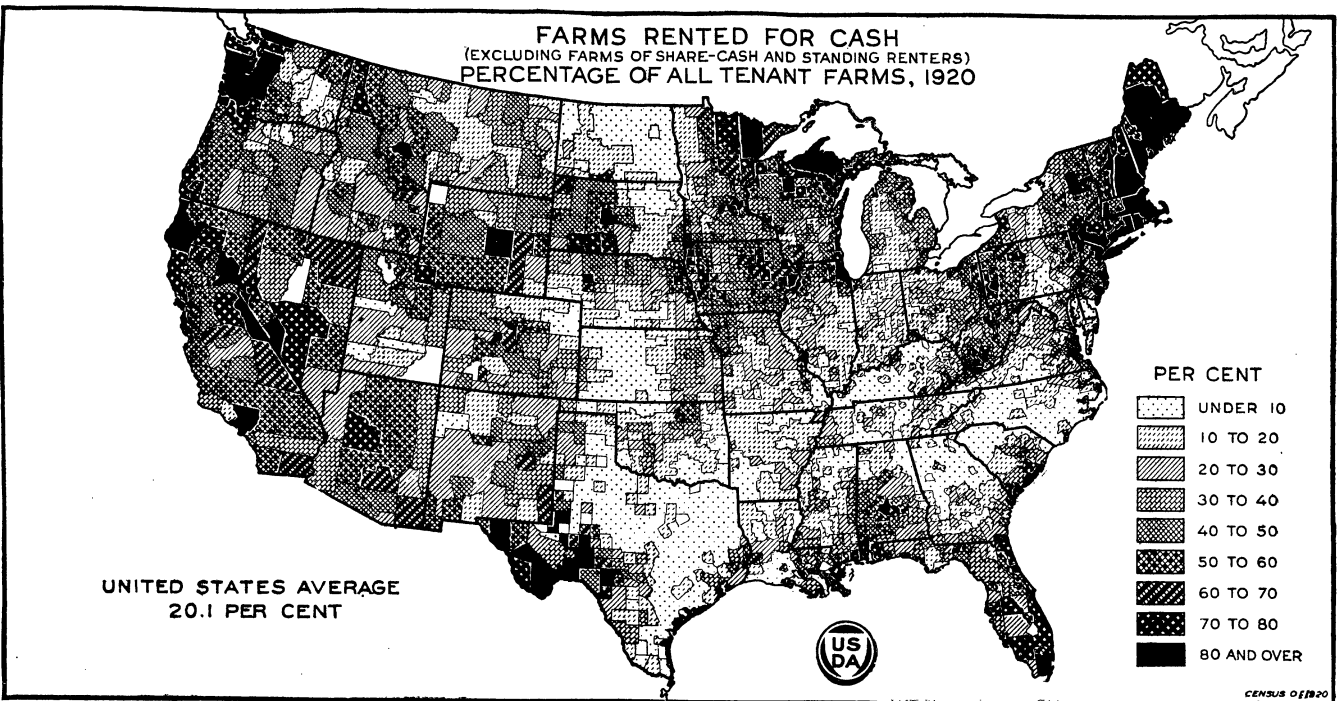 FARMS RENTED FOR CASH
(EXCLUDING FARMS OF SHARE-CASH AND STANDING RENTERS)
PERCENTAGE OF ALL TENANT FARMS, 1920
PER CENT
UNDER 10
10 TO 20
20 TO 30
30 TO 40
40 TO 50
50 TO 60
60 TO 70
70 TO 80
80 AND OVER
UNITED STATES AVERAGE
20.1 PER CENT
US
DA
CENSUS OF 1920